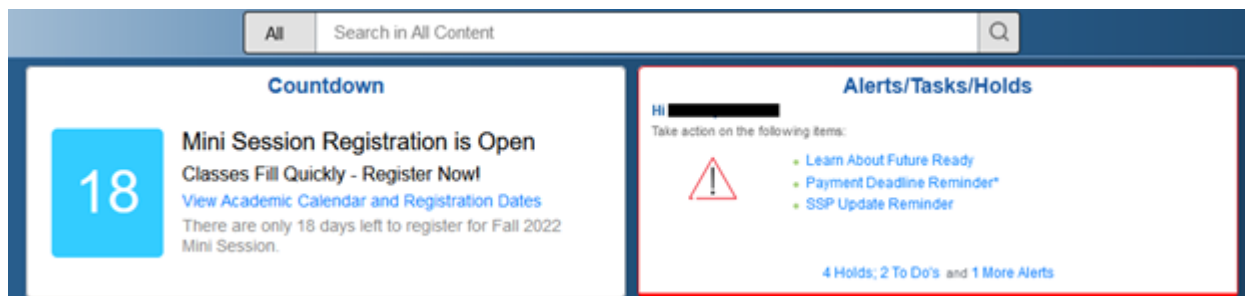 All Search in All Content
Countdown
18
Mini Session Registration is Open
Classes Fill Quickly - Register Now!
View Academic Calendar and Registration Dates
There are only 18 days left to register for Fall 2022
Mini Session.
Alerts/Tasks/Holds
Hi
Take action on the following items:
Learn About Future Ready
Payment Deadline Reminder*
SSP Update Reminder
4 Holds; 2 To Do's and 1 More Alerts